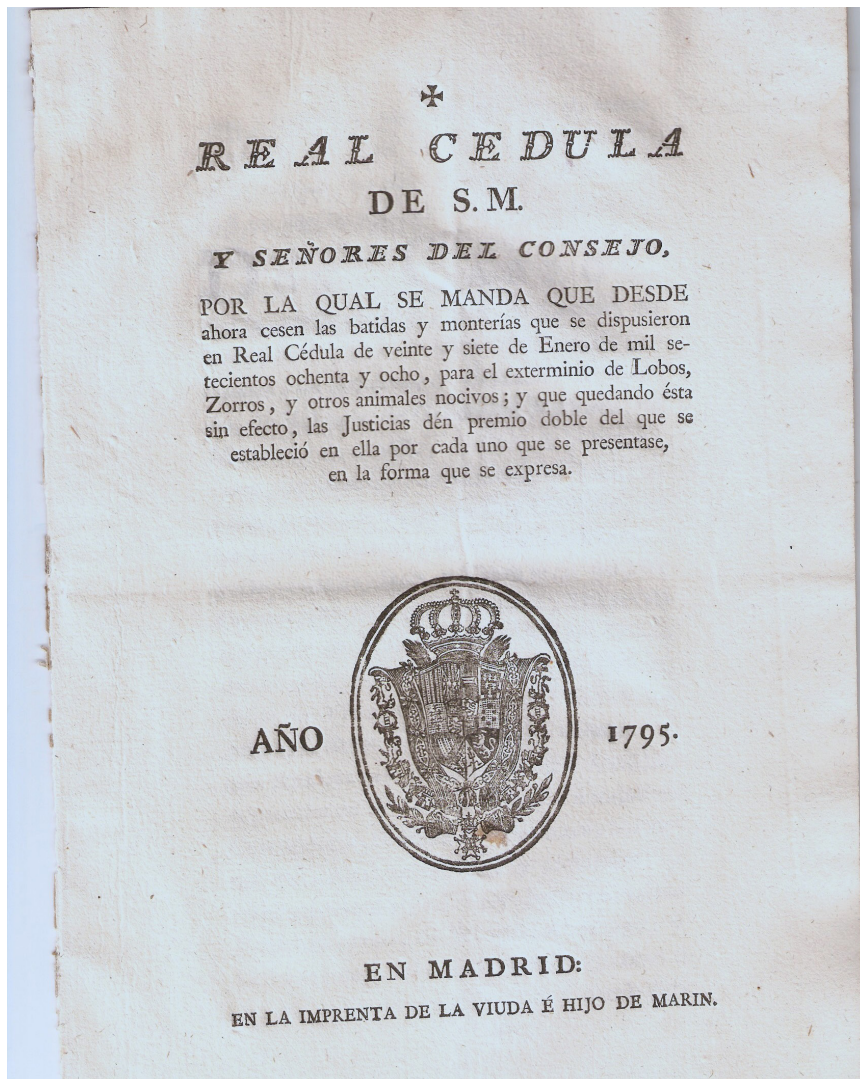 ✠
REAL CEDULA
DE S. M.
Y SEÑORES DEL CONSEJO,
POR LA QUAL SE MANDA QUE DESDE
ahora cesen las batidas y monterías que se dispusieron
en Real Cédula de veinte y siete de Enero de mil se-
tecientos ochenta y ocho, para el exterminio de Lobos,
Zorros, y otros animales nocivos; y que quedando ésta
sin efecto, las Justicias dén premio doble del que se
estableció en ella por cada uno que se presentase,
en la forma que se expresa.
AÑO 1795.
EN MADRID:
EN LA IMPRENTA DE LA VIUDA É HIJO DE MARIN.